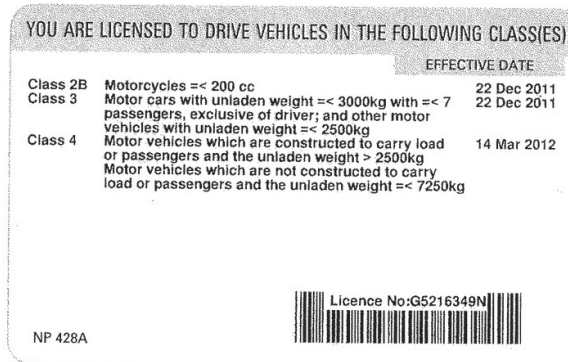 YOU ARE LICENSED TO DRIVE VEHICLES IN THE FOLLOWING CLASS(ES)
EFFECTIVE DATE
Class 2B Motorcycles =< 200 cc 22 Dec 2011
Class 3 Motor cars with unladen weight =< 3000kg with =< 7 22 Dec 2011
passengers, exclusive of driver; and other motor
vehicles with unladen weight =< 2500kg
Class 4 Motor vehicles which are constructed to carry load 14 Mar 2012
or passengers and the unladen weight > 2500kg
Motor vehicles which are not constructed to carry
load or passengers and the unladen weight =< 7250kg
Licence No:G5216349N
NP 428A